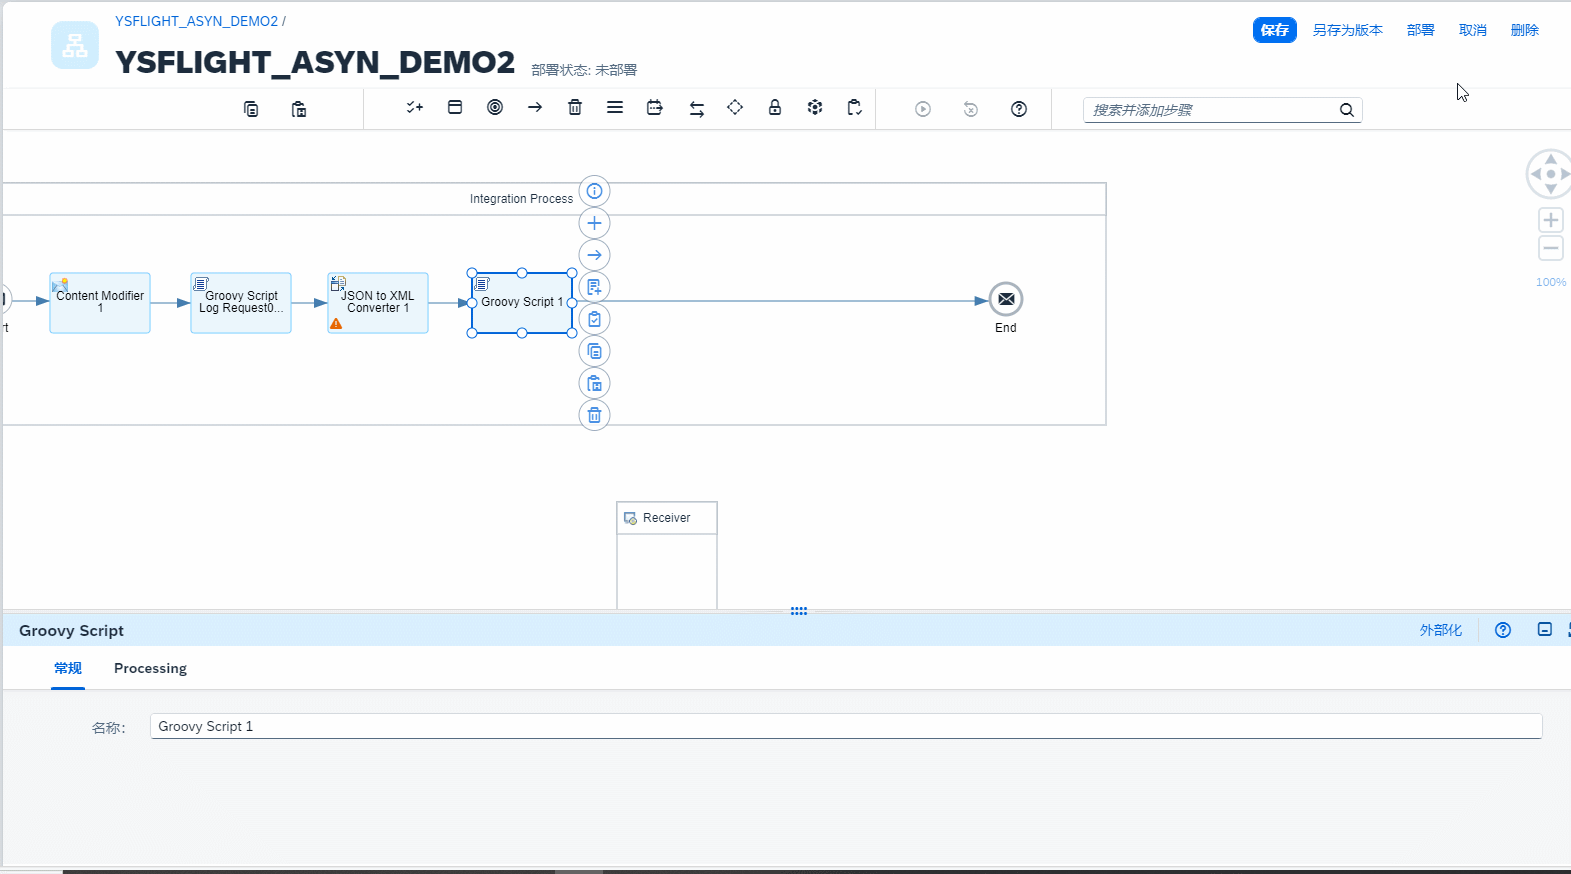 YSFLIGHT_ASYN_DEMO2 /
YSFLIGHT_ASYN_DEMO2
部署状态: 未部署
保存
另存为版本
部署
取消
删除
搜索并添加步骤
Integration Process
Content Modifier
1
Groovy Script
Log Request0...
JSON to XML
Converter 1
Groovy Script 1
End
rt
100%
Receiver
Groovy Script
外部化
常规
Processing
名称:
Groovy Script 1